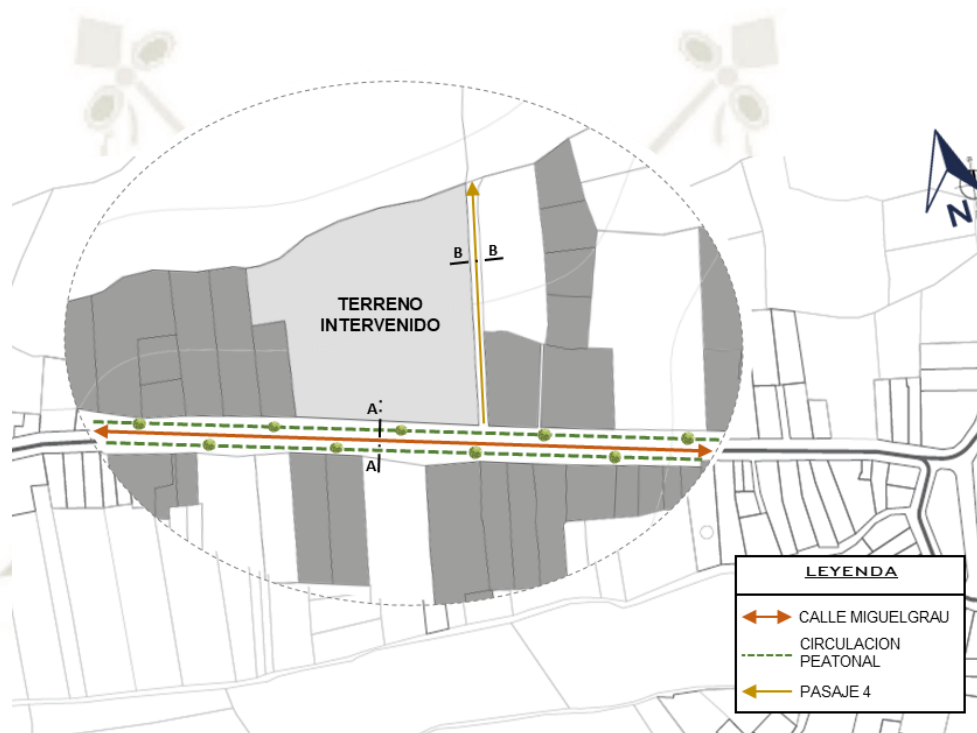 N
B B
TERRENO
INTERVENIDO
A
A
LEYENDA
CALLE MIGUELGRAU
CIRCULACION
PEATONAL
PASAJE 4